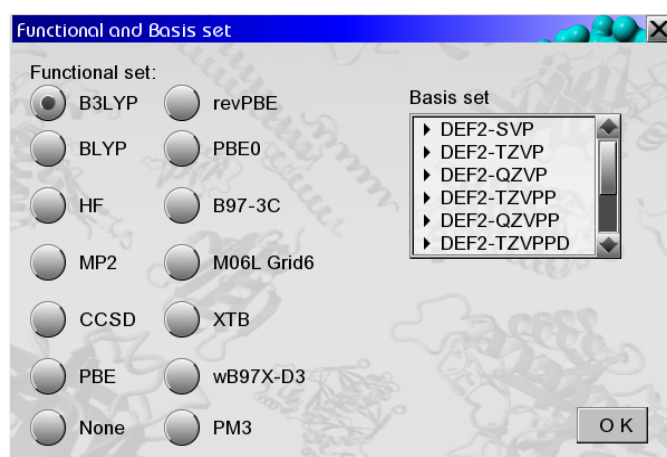 Functional and Basis set
Functional set:
B3LYP revPBE
BLYP PBE0
HF B97-3C
MP2 M06L Grid6
CCSD XTB
PBE wB97X-D3
None PM3
Basis set
DEF2-SVP
DEF2-TZVP
DEF2-QZVP
DEF2-TZVPP
DEF2-QZVPP
DEF2-TZVPPD
O K